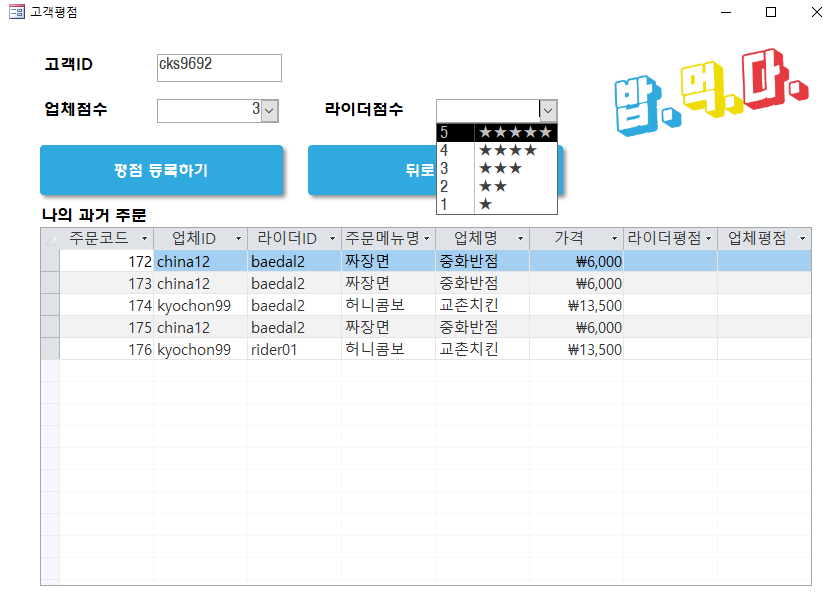 고객평점
고객ID cks9692
업체점수 3 라이더점수
5 ★★★★★
4 ★★★★
3 ★★★
2 ★★
1 ★
밥.먹.다.
평점 등록하기 뒤로
나의 과거 주문
주문코드 업체ID 라이더ID 주문메뉴명 업체명 가격 라이더평점 업체평점
172 china12 baedal2 짜장면 중화반점 ₩6,000
173 china12 baedal2 짜장면 중화반점 ₩6,000
174 kyochon99 baedal2 허니콤보 교촌치킨 ₩13,500
175 china12 baedal2 짜장면 중화반점 ₩6,000
176 kyochon99 rider01 허니콤보 교촌치킨 ₩13,500